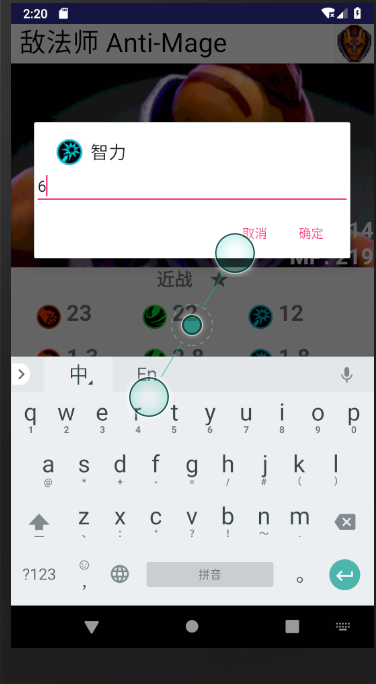 2:20
敌法师 Anti-Mage
智力
6
取消 确定
14
MP: 219
近战 ★
23 22 12
1.3 2.8 1.8
中 En
q w e r t y u i o p
1 2 3 4 5 6 7 8 9 0
a s d f g h j k l
@ * + - = / # ( )
z x c v b n m
、 : " ? ! ~ .
?123 , 拼音 。